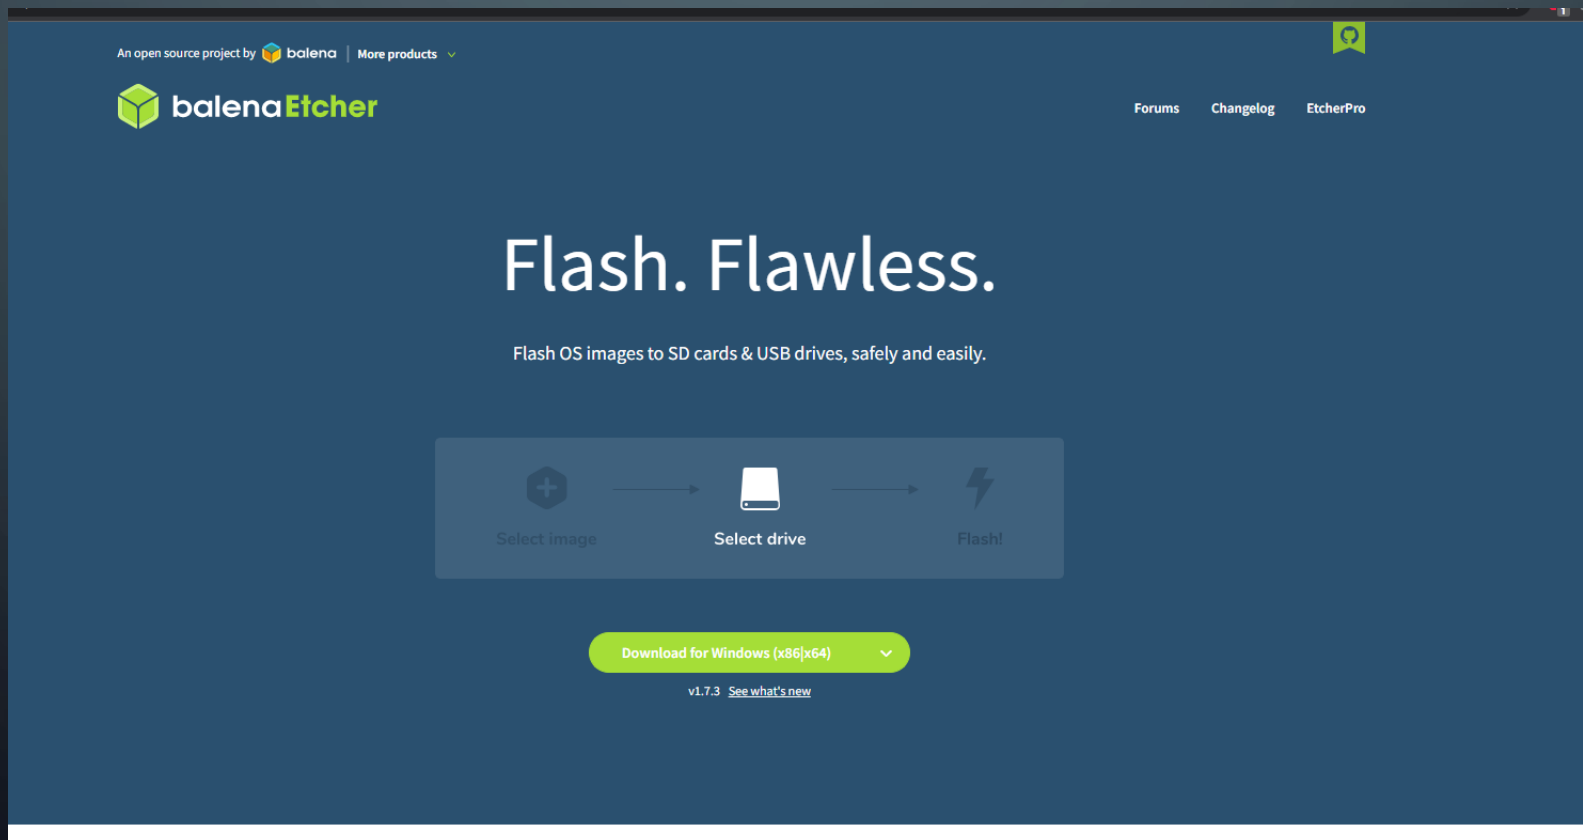 1
An open source project by balena | More products
balenaEtcher
Forums Changelog EtcherPro
Flash. Flawless.
Flash OS images to SD cards & USB drives, safely and easily.
Select image Select drive Flash!
Download for Windows (x86|x64)
v1.7.3 See what's new